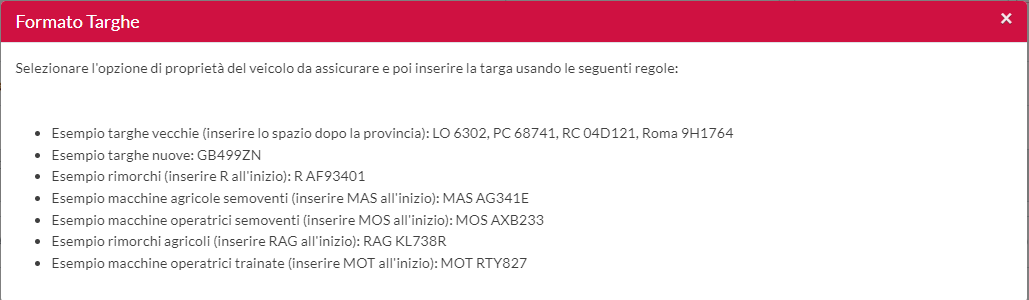 Formato Targhe
×
Selezionare l'opzione di proprietà del veicolo da assicurare e poi inserire la targa usando le seguenti regole:
• Esempio targhe vecchie (inserire lo spazio dopo la provincia): LO 6302, PC 68741, RC 04D121, Roma 9H1764
• Esempio targhe nuove: GB499ZN
• Esempio rimorchi (inserire R all'inizio): R AF93401
• Esempio macchine agricole semoventi (inserire MAS all'inizio): MAS AG341E
• Esempio macchine operatrici semoventi (inserire MOS all'inizio): MOS AXB233
• Esempio rimorchi agricoli (inserire RAG all'inizio): RAG KL738R
• Esempio macchine operatrici trainate (inserire MOT all'inizio): MOT RTY827